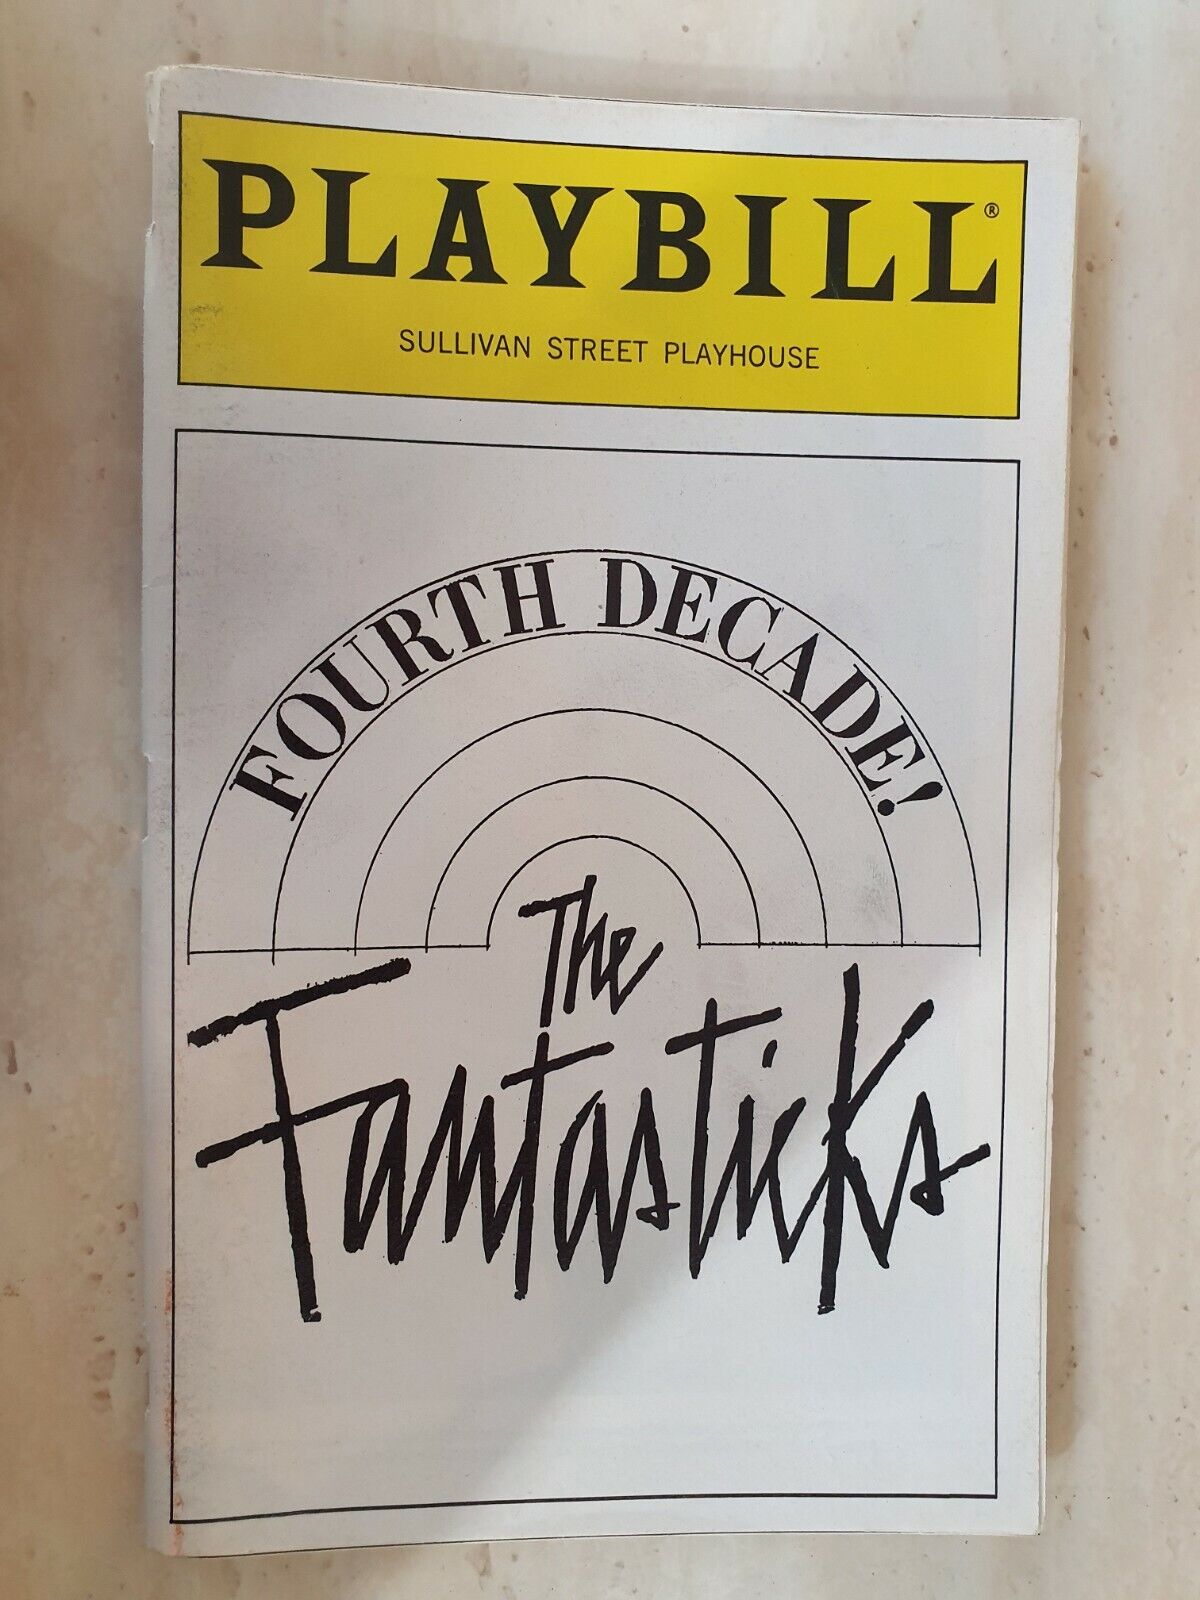 PLAYBILL®
SULLIVAN STREET PLAYHOUSE
FOURTH DECADE!
The
Fantasticks